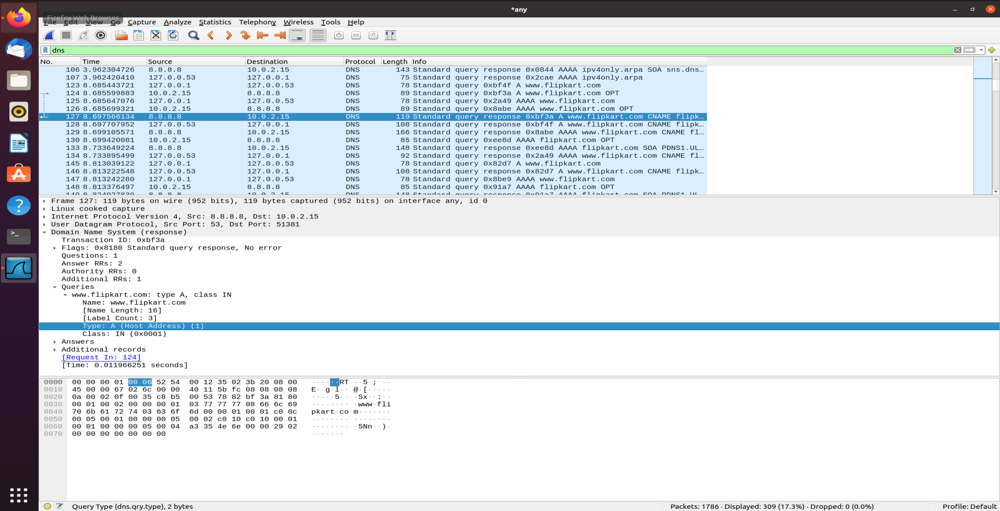 *any
Firefox Web Browser
File Edit View Go Capture Analyze Statistics Telephony Wireless Tools Help
dns
No. Time Source Destination Protocol Length Info
106 3.962304726 8.8.8.8 10.0.2.15 DNS 143 Standard query response 0x0844 AAAA ipv4only.arpa SOA sns.dns…
107 3.962420410 127.0.0.53 127.0.0.1 DNS 75 Standard query response 0x2cae AAAA ipv4only.arpa
123 8.685443721 127.0.0.1 127.0.0.53 DNS 78 Standard query 0xbf4f A www.flipkart.com
124 8.685599883 10.0.2.15 8.8.8.8 DNS 89 Standard query 0xbf3a A www.flipkart.com OPT
125 8.685647076 127.0.0.1 127.0.0.53 DNS 78 Standard query 0x2a49 AAAA www.flipkart.com
126 8.685699321 10.0.2.15 8.8.8.8 DNS 89 Standard query 0x8abe AAAA www.flipkart.com OPT
127 8.697566134 8.8.8.8 10.0.2.15 DNS 119 Standard query response 0xbf3a A www.flipkart.com CNAME flipk…
128 8.697707952 127.0.0.53 127.0.0.1 DNS 108 Standard query response 0xbf4f A www.flipkart.com CNAME flipk…
129 8.699105571 8.8.8.8 10.0.2.15 DNS 166 Standard query response 0x8abe AAAA www.flipkart.com CNAME fl…
130 8.699420081 10.0.2.15 8.8.8.8 DNS 85 Standard query 0xee8d AAAA flipkart.com OPT
133 8.733649224 8.8.8.8 10.0.2.15 DNS 148 Standard query response 0xee8d AAAA flipkart.com SOA PDNS1.UL…
134 8.733895499 127.0.0.53 127.0.0.1 DNS 92 Standard query response 0x2a49 AAAA www.flipkart.com CNAME fl…
145 8.813039122 127.0.0.1 127.0.0.53 DNS 78 Standard query 0x82d7 A www.flipkart.com
146 8.813222548 127.0.0.53 127.0.0.1 DNS 108 Standard query response 0x82d7 A www.flipkart.com CNAME flipk…
147 8.813242280 127.0.0.1 127.0.0.53 DNS 78 Standard query 0x8be9 AAAA www.flipkart.com
148 8.813376497 10.0.2.15 8.8.8.8 DNS 85 Standard query 0x91a7 AAAA flipkart.com OPT
149 8.824927830 8.8.8.8 10.0.2.15 DNS 148 Standard query response 0x91a7 AAAA flipkart.com SOA PDNS1.UL…
Frame 127: 119 bytes on wire (952 bits), 119 bytes captured (952 bits) on interface any, id 0
Linux cooked capture
Internet Protocol Version 4, Src: 8.8.8.8, Dst: 10.0.2.15
User Datagram Protocol, Src Port: 53, Dst Port: 51381
Domain Name System (response)
Transaction ID: 0xbf3a
Flags: 0x8180 Standard query response, No error
Questions: 1
Answer RRs: 2
Authority RRs: 0
Additional RRs: 1
Queries
www.flipkart.com: type A, class IN
Name: www.flipkart.com
[Name Length: 16]
[Label Count: 3]
Type: A (Host Address) (1)
Class: IN (0x0001)
Answers
Additional records
[Request In: 124]
[Time: 0.011966251 seconds]
0000 00 00 00 01 00 06 52 54 00 12 35 02 3b 20 08 00 ······RT ··5·; ··
0010 45 00 00 67 02 6c 00 00 40 11 5b fc 08 08 08 08 E··g·l·· @·[·····
0020 0a 00 02 0f 00 35 c8 b5 00 53 78 82 bf 3a 81 80 ·····5·· ·Sx··:··
0030 00 01 00 02 00 00 00 01 03 77 77 77 08 66 6c 69 ········ ·www·fli
0040 70 6b 61 72 74 03 63 6f 6d 00 00 01 00 01 c0 0c pkart·co m·······
0050 00 05 00 01 00 00 00 05 00 02 c0 10 c0 10 00 01 ········ ········
0060 00 01 00 00 00 05 00 04 a3 35 4e 6e 00 00 29 02 ········ ·5Nn··)·
0070 00 00 00 00 00 00 00 ·······
Query Type (dns.qry.type), 2 bytes
Packets: 1786 · Displayed: 309 (17.3%) · Dropped: 0 (0.0%)
Profile: Default